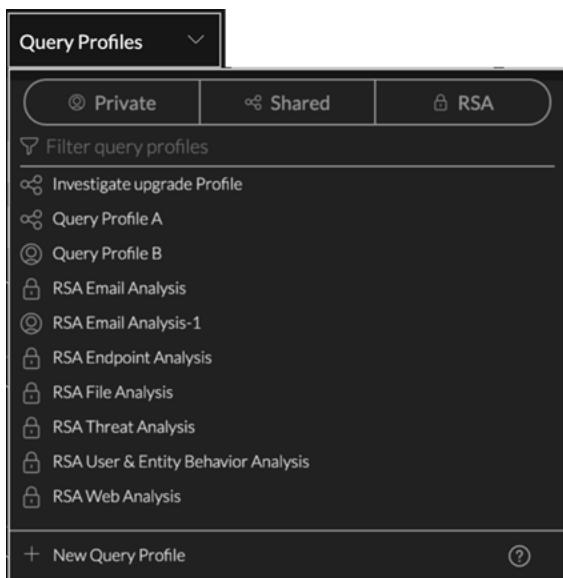 Query Profiles
Private Shared RSA
Filter query profiles
Investigate upgrade Profile
Query Profile A
Query Profile B
RSA Email Analysis
RSA Email Analysis-1
RSA Endpoint Analysis
RSA File Analysis
RSA Threat Analysis
RSA User & Entity Behavior Analysis
RSA Web Analysis
+ New Query Profile ?